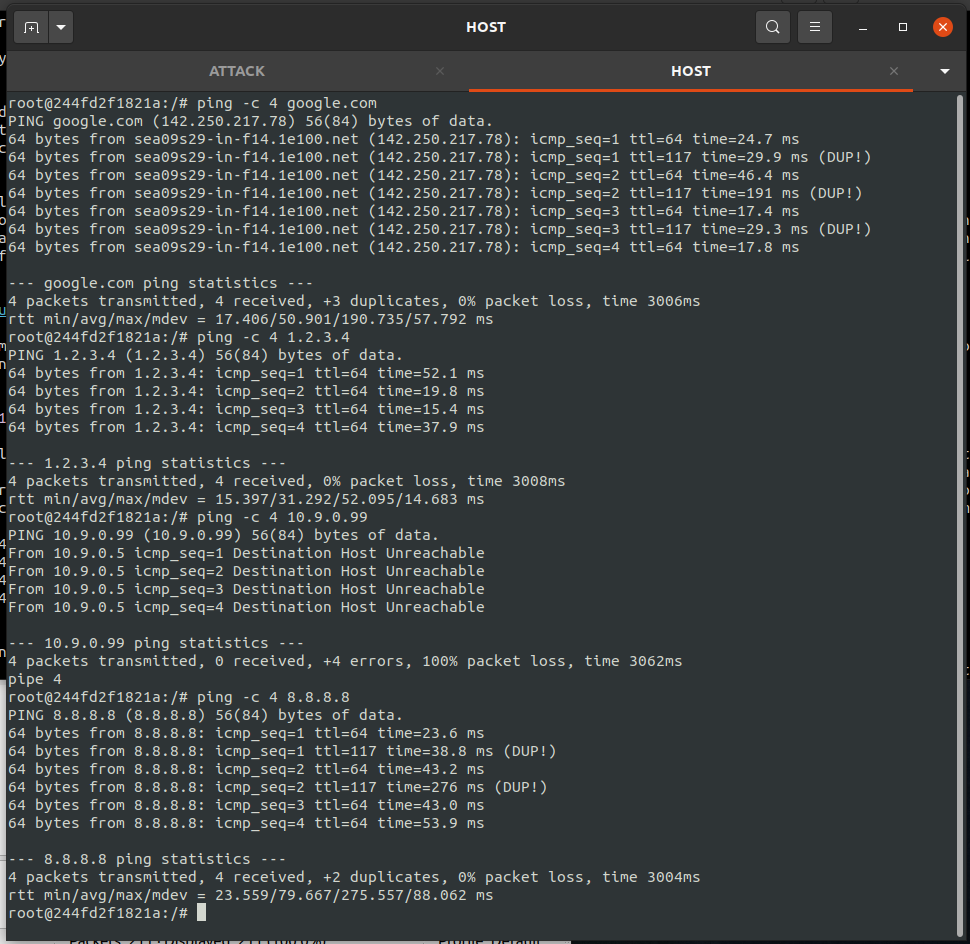 HOST
ATTACK
HOST
root@244fd2f1821a:/# ping -c 4 google.com
PING google.com (142.250.217.78) 56(84) bytes of data.
64 bytes from sea09s29-in-f14.1e100.net (142.250.217.78): icmp_seq=1 ttl=64 time=24.7 ms
64 bytes from sea09s29-in-f14.1e100.net (142.250.217.78): icmp_seq=1 ttl=117 time=29.9 ms (DUP!)
64 bytes from sea09s29-in-f14.1e100.net (142.250.217.78): icmp_seq=2 ttl=64 time=46.4 ms
64 bytes from sea09s29-in-f14.1e100.net (142.250.217.78): icmp_seq=2 ttl=117 time=191 ms (DUP!)
64 bytes from sea09s29-in-f14.1e100.net (142.250.217.78): icmp_seq=3 ttl=64 time=17.4 ms
64 bytes from sea09s29-in-f14.1e100.net (142.250.217.78): icmp_seq=3 ttl=117 time=29.3 ms (DUP!)
64 bytes from sea09s29-in-f14.1e100.net (142.250.217.78): icmp_seq=4 ttl=64 time=17.8 ms
--- google.com ping statistics ---
4 packets transmitted, 4 received, +3 duplicates, 0% packet loss, time 3006ms
rtt min/avg/max/mdev = 17.406/50.901/190.735/57.792 ms
root@244fd2f1821a:/# ping -c 4 1.2.3.4
PING 1.2.3.4 (1.2.3.4) 56(84) bytes of data.
64 bytes from 1.2.3.4: icmp_seq=1 ttl=64 time=52.1 ms
64 bytes from 1.2.3.4: icmp_seq=2 ttl=64 time=19.8 ms
64 bytes from 1.2.3.4: icmp_seq=3 ttl=64 time=15.4 ms
64 bytes from 1.2.3.4: icmp_seq=4 ttl=64 time=37.9 ms
--- 1.2.3.4 ping statistics ---
4 packets transmitted, 4 received, 0% packet loss, time 3008ms
rtt min/avg/max/mdev = 15.397/31.292/52.095/14.683 ms
root@244fd2f1821a:/# ping -c 4 10.9.0.99
PING 10.9.0.99 (10.9.0.99) 56(84) bytes of data.
From 10.9.0.5 icmp_seq=1 Destination Host Unreachable
From 10.9.0.5 icmp_seq=2 Destination Host Unreachable
From 10.9.0.5 icmp_seq=3 Destination Host Unreachable
From 10.9.0.5 icmp_seq=4 Destination Host Unreachable
--- 10.9.0.99 ping statistics ---
4 packets transmitted, 0 received, +4 errors, 100% packet loss, time 3062ms
pipe 4
root@244fd2f1821a:/# ping -c 4 8.8.8.8
PING 8.8.8.8 (8.8.8.8) 56(84) bytes of data.
64 bytes from 8.8.8.8: icmp_seq=1 ttl=64 time=23.6 ms
64 bytes from 8.8.8.8: icmp_seq=1 ttl=117 time=38.8 ms (DUP!)
64 bytes from 8.8.8.8: icmp_seq=2 ttl=64 time=43.2 ms
64 bytes from 8.8.8.8: icmp_seq=2 ttl=117 time=276 ms (DUP!)
64 bytes from 8.8.8.8: icmp_seq=3 ttl=64 time=43.0 ms
64 bytes from 8.8.8.8: icmp_seq=4 ttl=64 time=53.9 ms
--- 8.8.8.8 ping statistics ---
4 packets transmitted, 4 received, +2 duplicates, 0% packet loss, time 3004ms
rtt min/avg/max/mdev = 23.559/79.667/275.557/88.062 ms
root@244fd2f1821a:/#